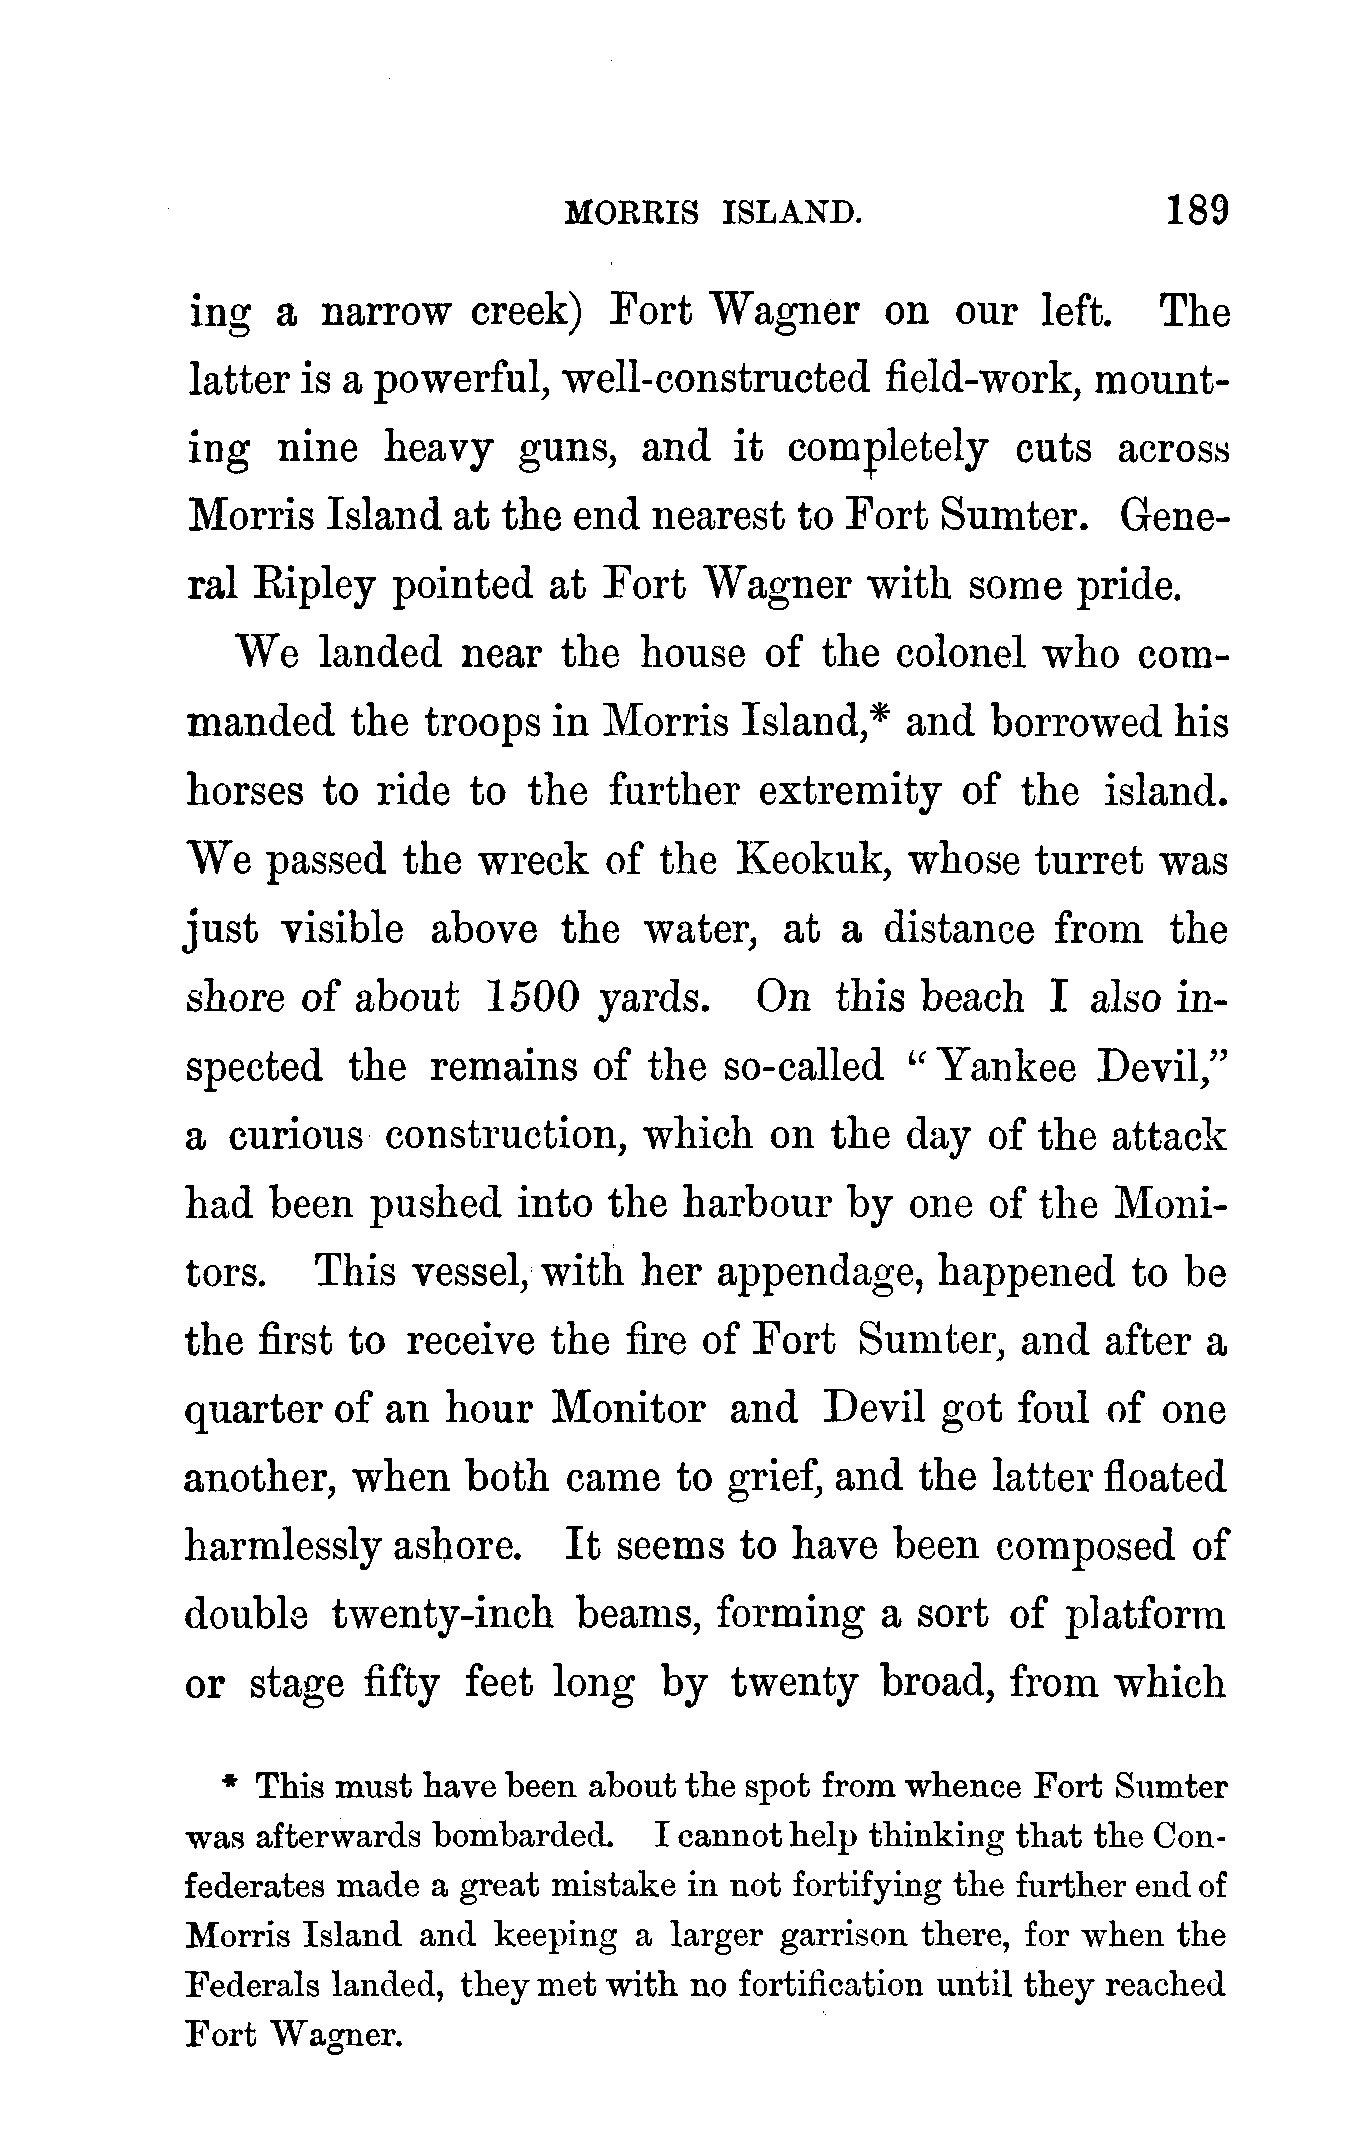 MORRIS ISLAND. 189
ing a narrow creek) Fort Wagner on our left. The
latter is a powerful, well-constructed field-work, mount-
ing nine heavy guns, and it completely cuts across
Morris Island at the end nearest to Fort Sumter. Gene-
ral Ripley pointed at Fort Wagner with some pride.
We landed near the house of the colonel who com-
manded the troops in Morris Island,* and borrowed his
horses to ride to the further extremity of the island.
We passed the wreck of the Keokuk, whose turret was
just visible above the water, at a distance from the
shore of about 1500 yards. On this beach I also in-
spected the remains of the so-called “Yankee Devil,”
a curious construction, which on the day of the attack
had been pushed into the harbour by one of the Moni-
tors. This vessel, with her appendage, happened to be
the first to receive the fire of Fort Sumter, and after a
quarter of an hour Monitor and Devil got foul of one
another, when both came to grief, and the latter floated
harmlessly ashore. It seems to have been composed of
double twenty-inch beams, forming a sort of platform
or stage fifty feet long by twenty broad, from which
* This must have been about the spot from whence Fort Sumter
was afterwards bombarded. I cannot help thinking that the Con-
federates made a great mistake in not fortifying the further end of
Morris Island and keeping a larger garrison there, for when the
Federals landed, they met with no fortification until they reached
Fort Wagner.